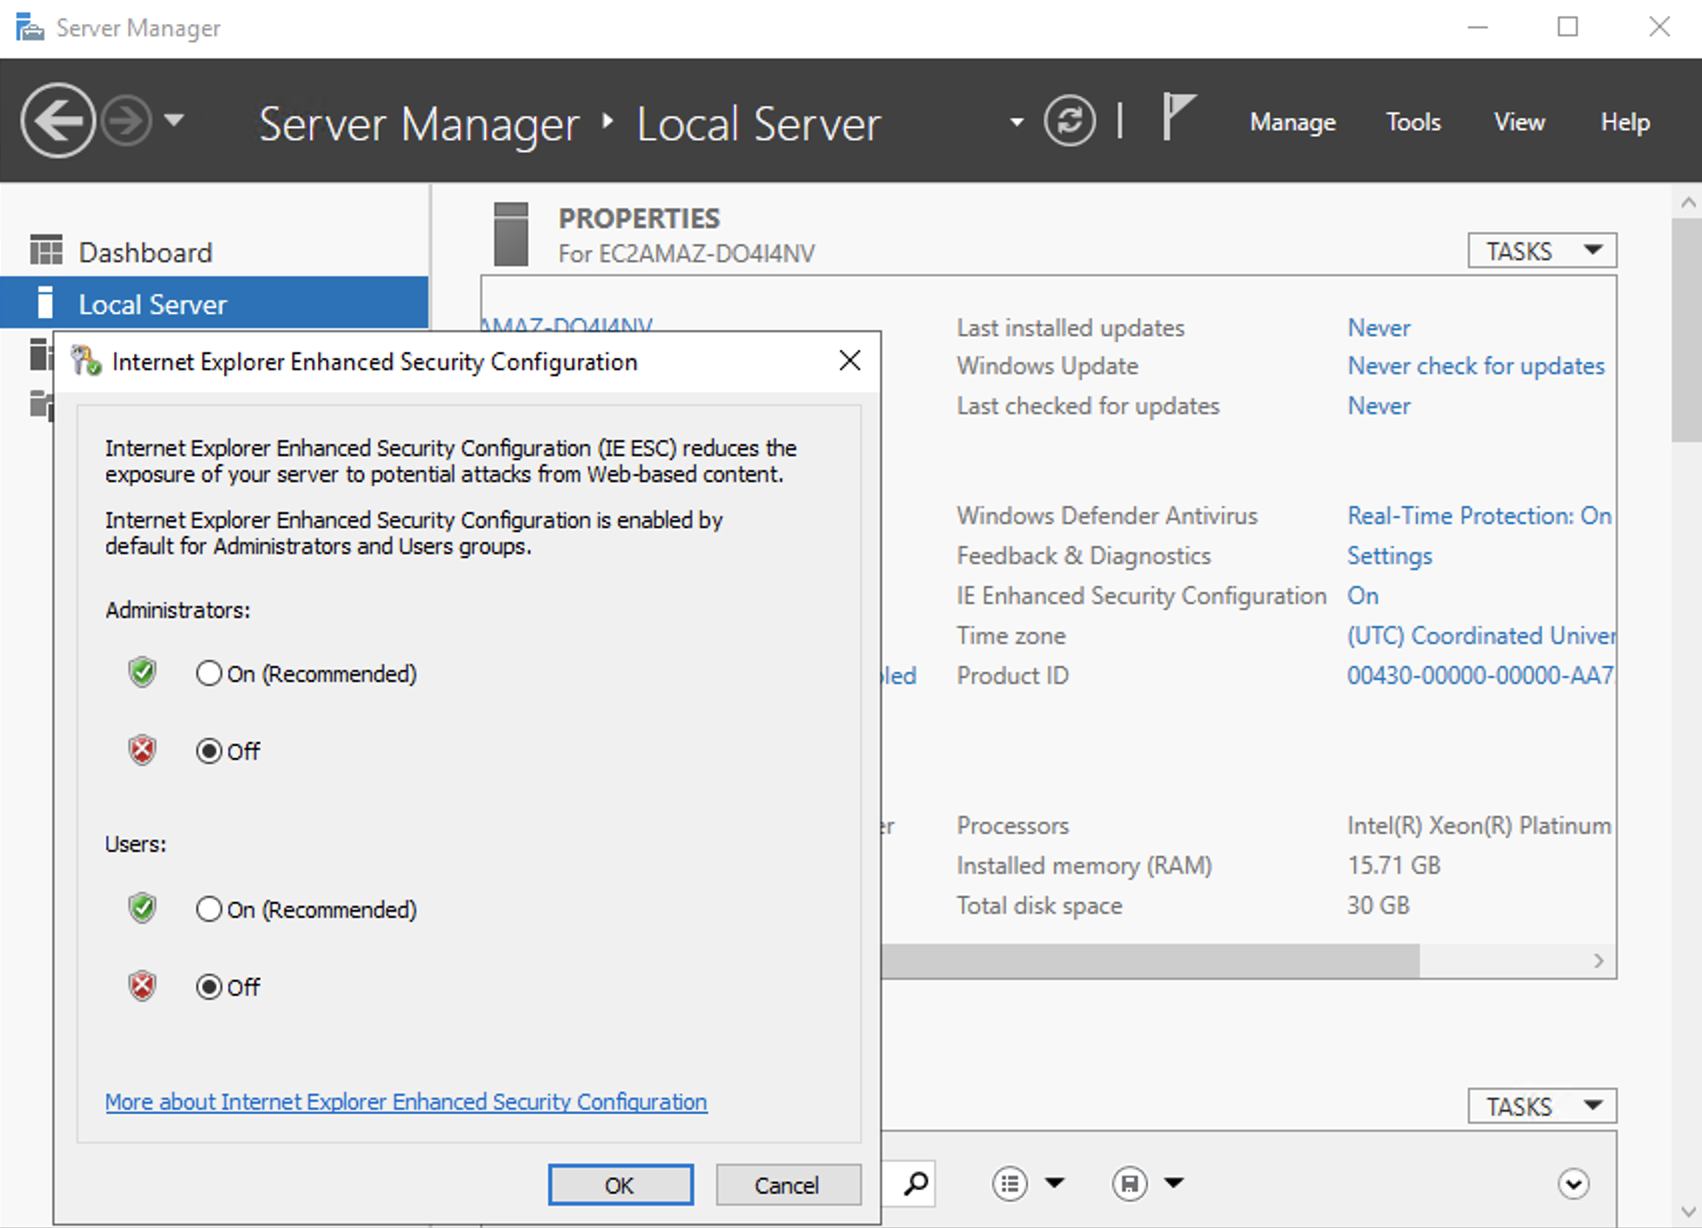 Server Manager
Server Manager
Local Server
Manage
Tools
View
Help
Dashboard
Local Server
PROPERTIES
For EC2AMAZ-DO4I4NV
TASKS
AMAZ-DO4I4NV
Last installed updates
Never
Windows Update
Never check for updates
Last checked for updates
Never
Windows Defender Antivirus
Real-Time Protection: On
Feedback & Diagnostics
Settings
IE Enhanced Security Configuration
On
Time zone
(UTC) Coordinated Univer
bled
Product ID
00430-00000-00000-AA7
er
Processors
Intel(R) Xeon(R) Platinum
Installed memory (RAM)
15.71 GB
Total disk space
30 GB
TASKS
Internet Explorer Enhanced Security Configuration
Internet Explorer Enhanced Security Configuration (IE ESC) reduces the
exposure of your server to potential attacks from Web-based content.
Internet Explorer Enhanced Security Configuration is enabled by
default for Administrators and Users groups.
Administrators:
On (Recommended)
Off
Users:
On (Recommended)
Off
More about Internet Explorer Enhanced Security Configuration
OK
Cancel